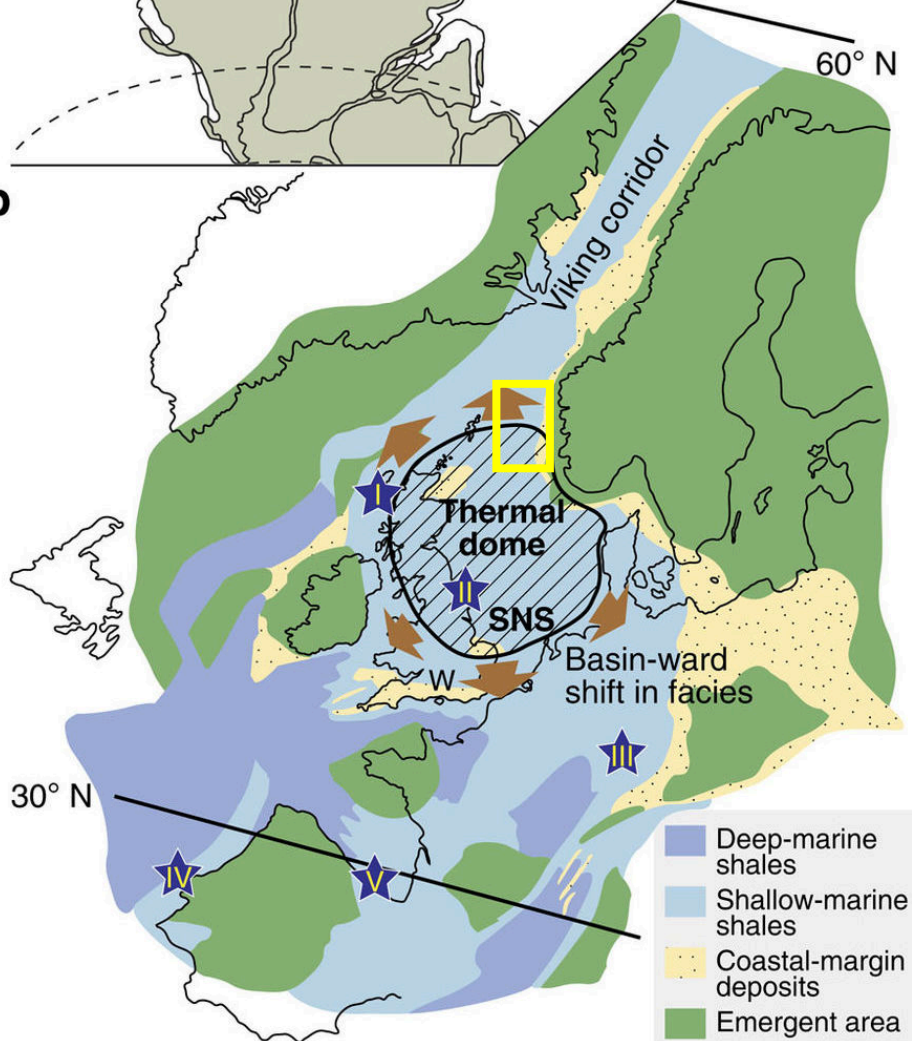 60° N
b
Viking corridor
I
Thermal
dome
II
SNS
Basin-ward
shift in facies
W
III
30° N
IV
V
Deep-marine
shales
Shallow-marine
shales
Coastal-margin
deposits
Emergent area